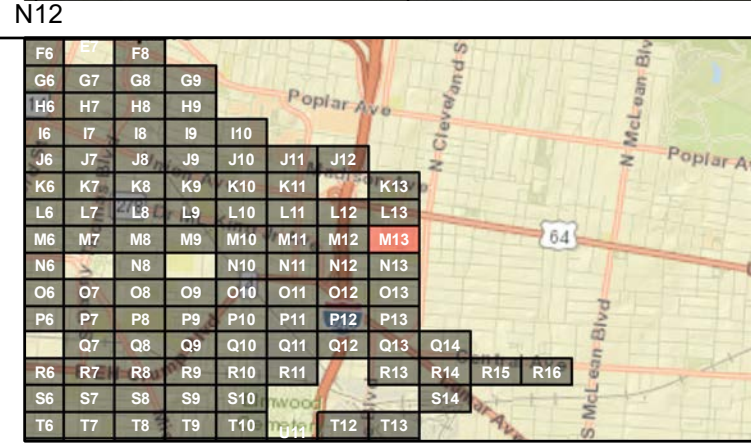 N12
F6 E7 F8
G6 G7 G8 G9
H6 H7 H8 H9
Poplar Ave
N Cleveland S
N McLean Blv
I6 I7 I8 I9 I10
J6 J7 J8 J9 J10 J11 J12
Poplar A
K6 K7 K8 K9 K10 K11 K13
L6 L7 L8 L9 L10 L11 L12 L13
M6 M7 M8 M9 M10 M11 M12 M13
64
N6 N8 N10 N11 N12 N13
O6 O7 O8 O9 O10 O11 O12 O13
P6 P7 P8 P9 P10 P11 P12 P13
Q7 Q8 Q9 Q10 Q11 Q12 Q13 Q14
Central Ave
R6 R7 R8 R9 R10 R11 R13 R14 R15 R16
S McLean Blvd
S6 S7 S8 S9 S10 S14
T6 T7 T8 T9 T10 U11 T12 T13